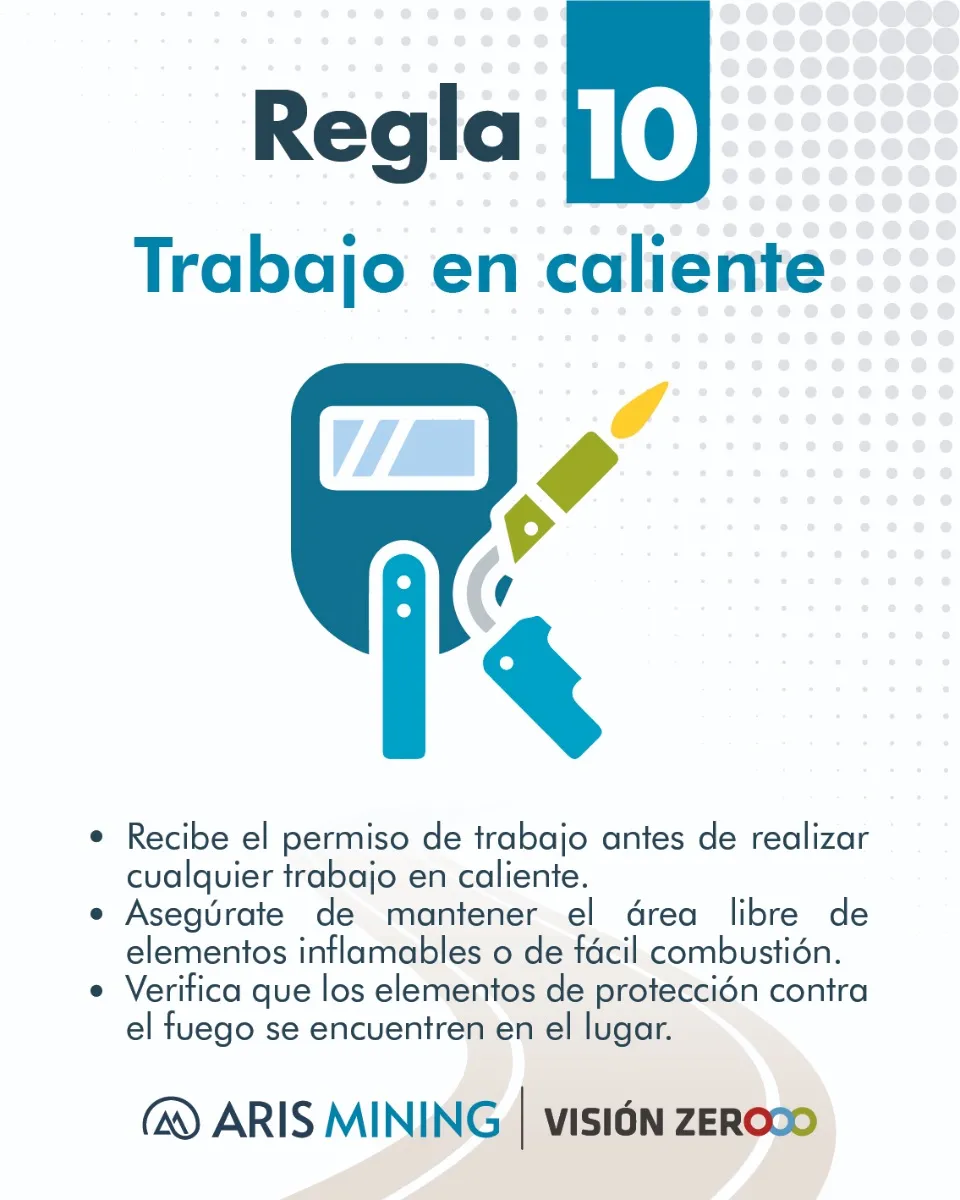 Regla 10
Trabajo en caliente
• Recibe el permiso de trabajo antes de realizar
cualquier trabajo en caliente.
• Asegúrate de mantener el área libre de
elementos inflamables o de fácil combustión.
• Verifica que los elementos de protección contra
el fuego se encuentren en el lugar.
ARIS MINING | VISIÓN ZEROOO